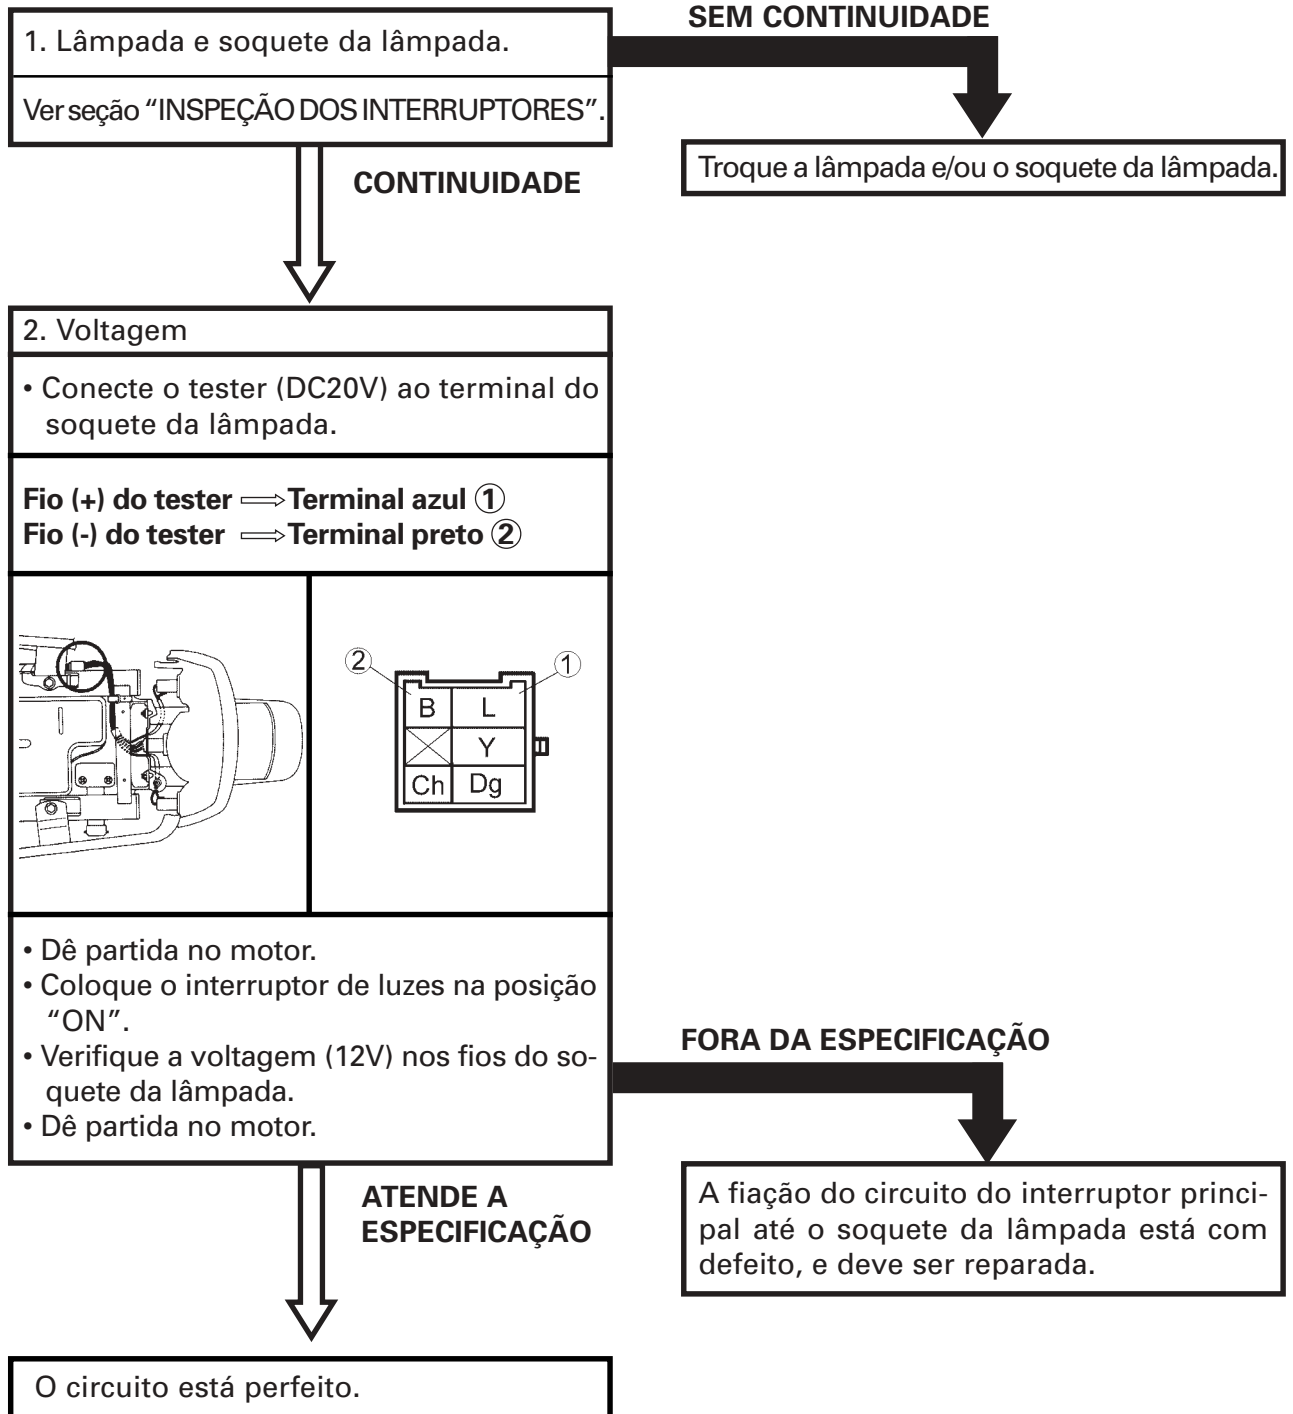 SEM CONTINUIDADE
1. Lâmpada e soquete da lâmpada.
Ver seção “INSPEÇÃO DOS INTERRUPTORES”.
Troque a lâmpada e/ou o soquete da lâmpada.
CONTINUIDADE
2. Voltagem
• Conecte o tester (DC20V) ao terminal do
soquete da lâmpada.
Fio (+) do tester ⟹ Terminal azul ①
Fio (-) do tester ⟹ Terminal preto ②
② ①
B L
Y
Ch Dg
• Dê partida no motor.
• Coloque o interruptor de luzes na posição
“ON”.
• Verifique a voltagem (12V) nos fios do so-
quete da lâmpada.
• Dê partida no motor.
FORA DA ESPECIFICAÇÃO
A fiação do circuito do interruptor princi-
pal até o soquete da lâmpada está com
defeito, e deve ser reparada.
ATENDE A
ESPECIFICAÇÃO
O circuito está perfeito.